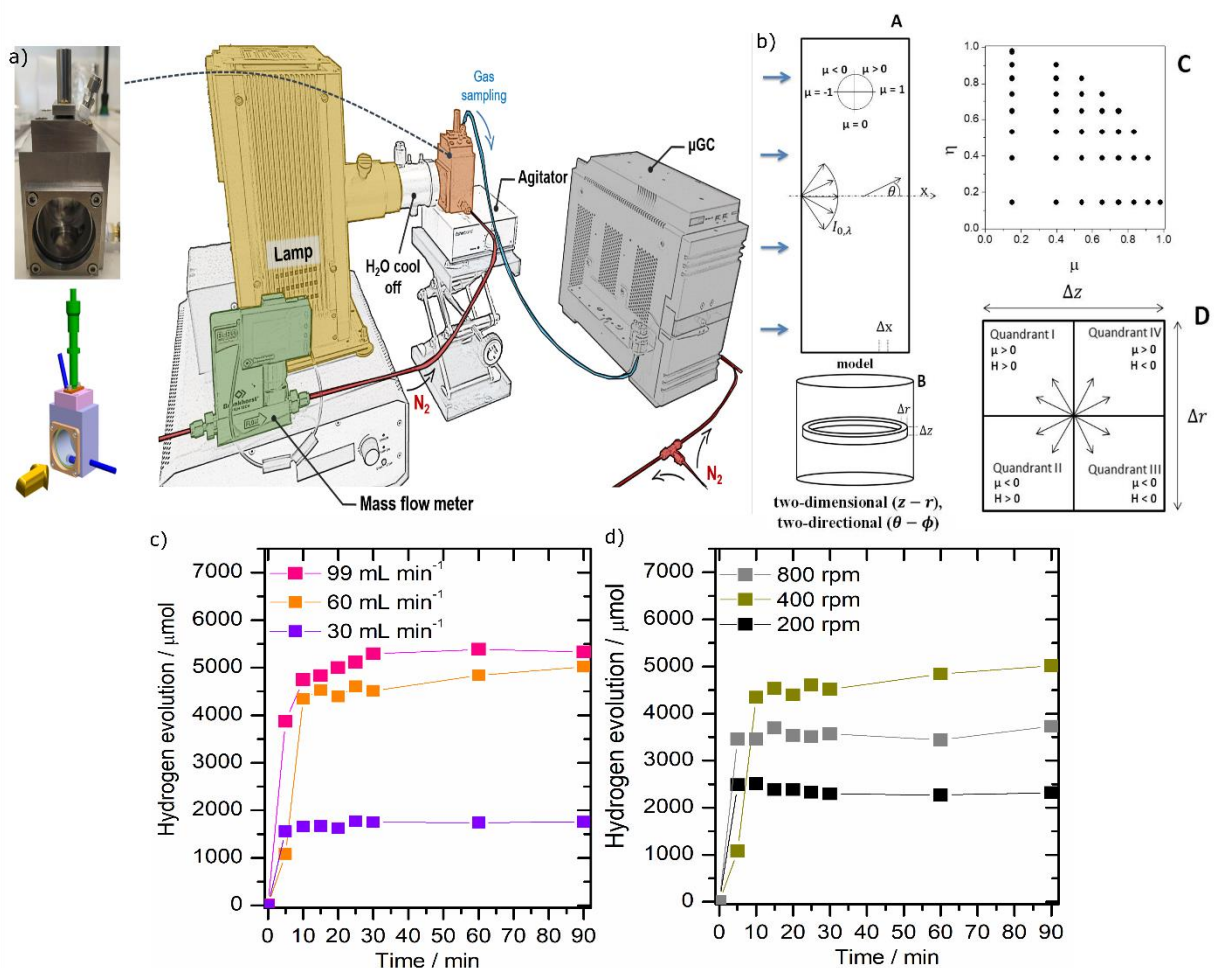 a)
Gas
sampling
µGC
Agitator
Lamp
H₂O cool
off
N₂
FLOW
Mass flow meter
N₂
b)
A
μ < 0 μ > 0
μ = -1 μ = 1
μ = 0
θ
x
I₀,λ
Δx
model
B
Δr
Δz
two-dimensional (z − r),
two-directional (θ − ϕ)
C
1.0
0.8
0.6
0.4
0.2
0.0
η
0.0 0.2 0.4 0.6 0.8 1.0
μ
Δz
D
Quadrant I
μ > 0
H > 0
Quadrant IV
μ > 0
H < 0
Quadrant II
μ < 0
H > 0
Quadrant III
μ < 0
H < 0
Δr
c)
99 mL min⁻¹
60 mL min⁻¹
30 mL min⁻¹
Hydrogen evolution / μmol
7000
6000
5000
4000
3000
2000
1000
0
0 10 20 30 40 50 60 70 80 90
Time / min
d)
800 rpm
400 rpm
200 rpm
Hydrogen evolution / μmol
7000
6000
5000
4000
3000
2000
1000
0
0 10 20 30 40 50 60 70 80 90
Time / min